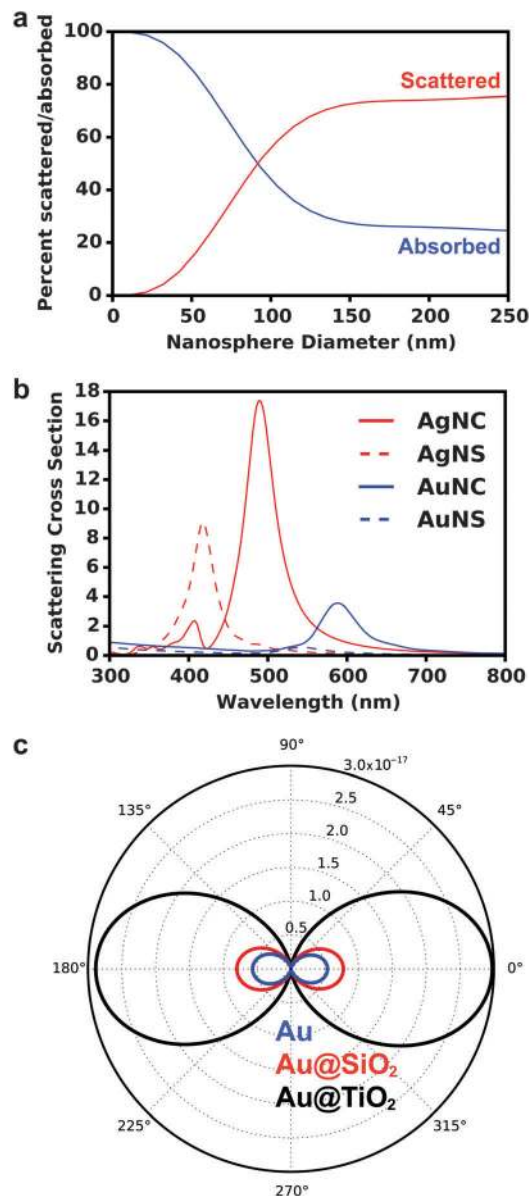 a
100
80
60
40
20
0
Percent scattered/absorbed
Scattered
Absorbed
0 50 100 150 200 250
Nanosphere Diameter (nm)
b
18
16
14
12
10
8
6
4
2
0
Scattering Cross Section
AgNC
AgNS
AuNC
AuNS
300 400 500 600 700 800
Wavelength (nm)
c
90°
3.0x10⁻¹⁷
135°
2.5
45°
2.0
1.5
1.0
0.5
180°
0°
Au
Au@SiO₂
Au@TiO₂
225°
315°
270°